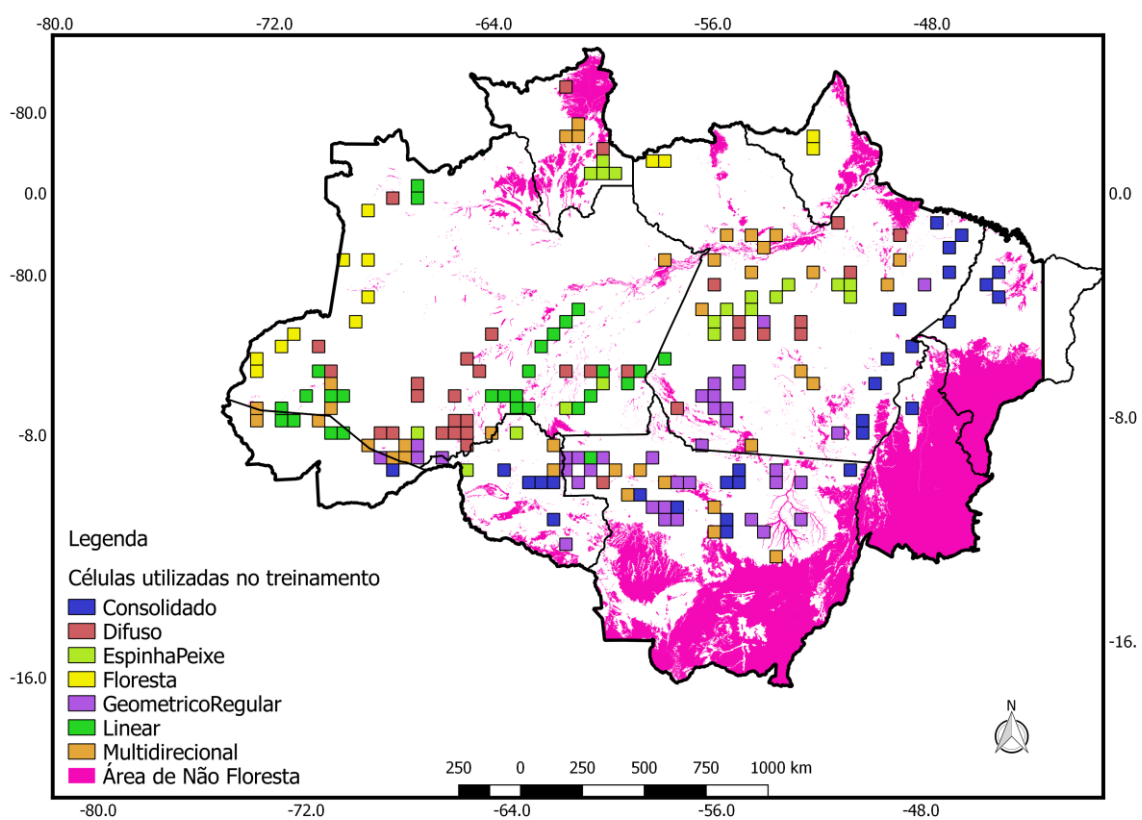 -80.0 -72.0 -64.0 -56.0 -48.0
-80.0
0.0 0.0
-80.0
-8.0 -8.0
-16.0 -16.
Legenda
Células utilizadas no treinamento
Consolidado
Difuso
EspinhaPeixe
Floresta
GeometricoRegular
Linear
Multidirecional
Área de Não Floresta
N
250 0 250 500 750 1000 km
-80.0 -72.0 -64.0 -56.0 -48.0